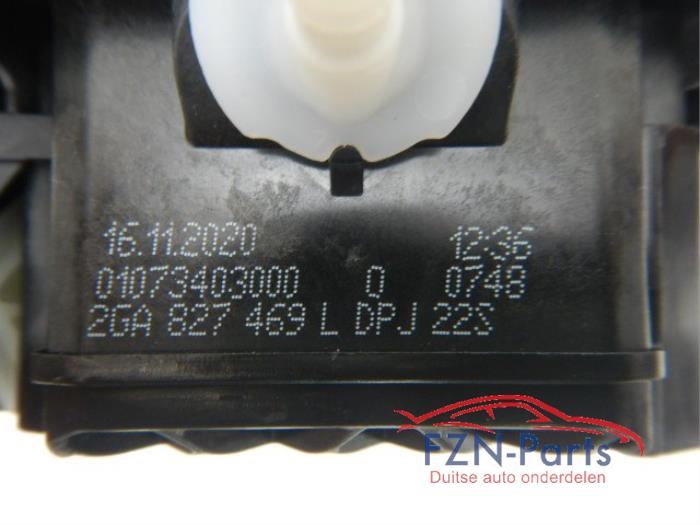 16.11.2020 12:36
01073403000 0 0748
2GA 827 469 L DPJ 22S
FZN-Parts
Duitse auto onderdelen